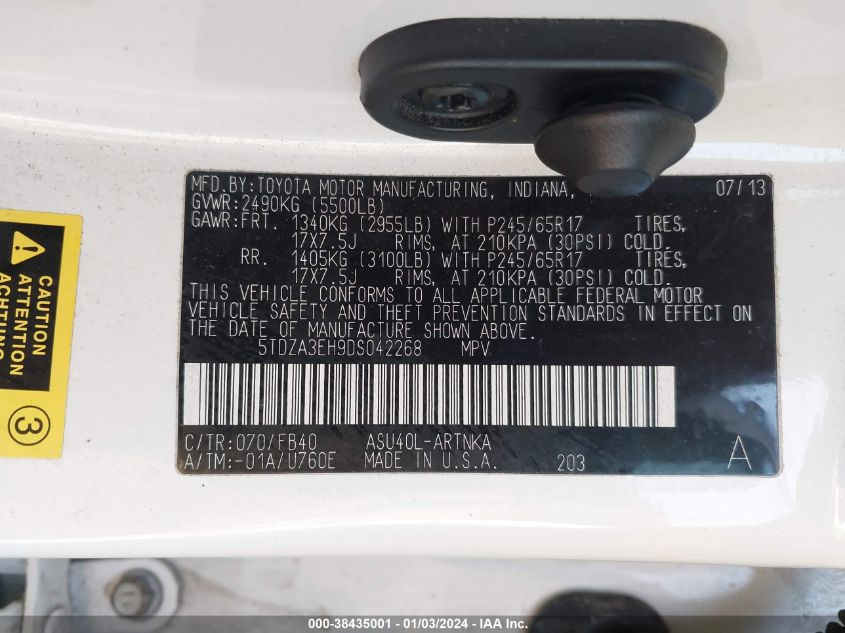 MFD.BY:TOYOTA MOTOR MANUFACTURING, INDIANA, 07/13
GVWR:2490KG (5500LB)
GAWR:FRT. 1340KG (2955LB) WITH P245/65R17 TIRES,
17X7.5J RIMS, AT 210KPA (30PSI) COLD.
RR. 1405KG (3100LB) WITH P245/65R17 TIRES,
17X7.5J RIMS, AT 210KPA (30PSI) COLD.
THIS VEHICLE CONFORMS TO ALL APPLICABLE FEDERAL MOTOR
VEHICLE SAFETY AND THEFT PREVENTION STANDARDS IN EFFECT ON
THE DATE OF MANUFACTURE SHOWN ABOVE.
5TDZA3EH9DS042268 MPV
C/TR:070/FB40 ASU40L-ARTNKA
A/TM:-01A/U760E MADE IN U.S.A. 203 A
CAUTION
ATTENTION
ACHTUNG
3
000-38435001 - 01/03/2024 - IAA Inc.